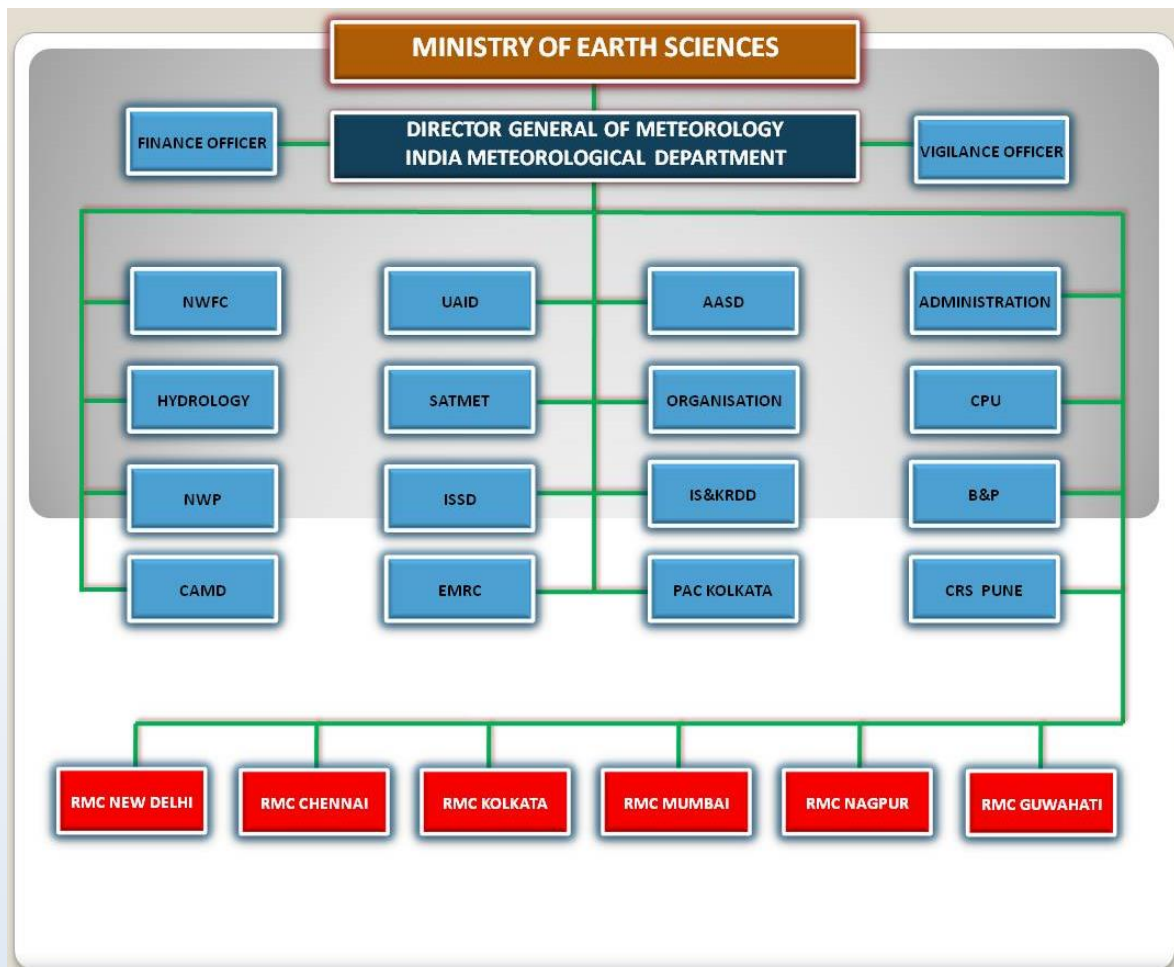 MINISTRY OF EARTH SCIENCES
FINANCE OFFICER
DIRECTOR GENERAL OF METEOROLOGY
INDIA METEOROLOGICAL DEPARTMENT
VIGILANCE OFFICER
NWFC
UAID
AASD
ADMINISTRATION
HYDROLOGY
SATMET
ORGANISATION
CPU
NWP
ISSD
IS&KRDD
B&P
CAMD
EMRC
PAC KOLKATA
CRS PUNE
RMC NEW DELHI
RMC CHENNAI
RMC KOLKATA
RMC MUMBAI
RMC NAGPUR
RMC GUWAHATI